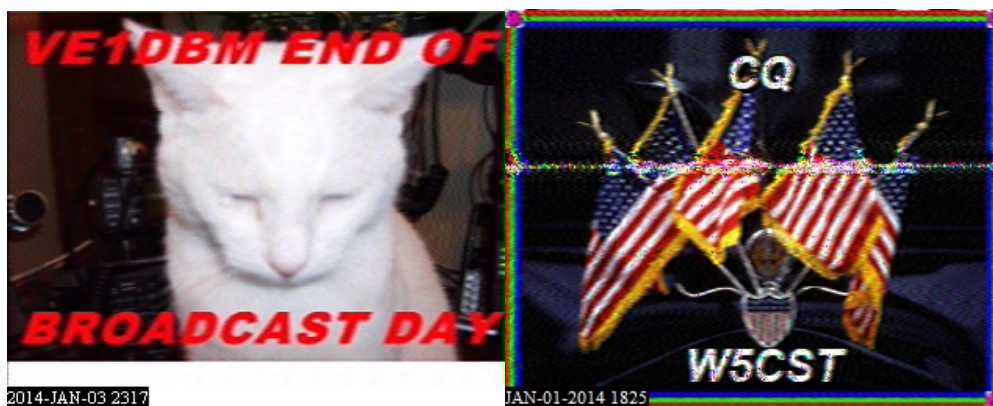 VE1DBM END OF
BROADCAST DAY
2014-JAN-03 2317
CQ
W5CST
JAN-01-2014 1825